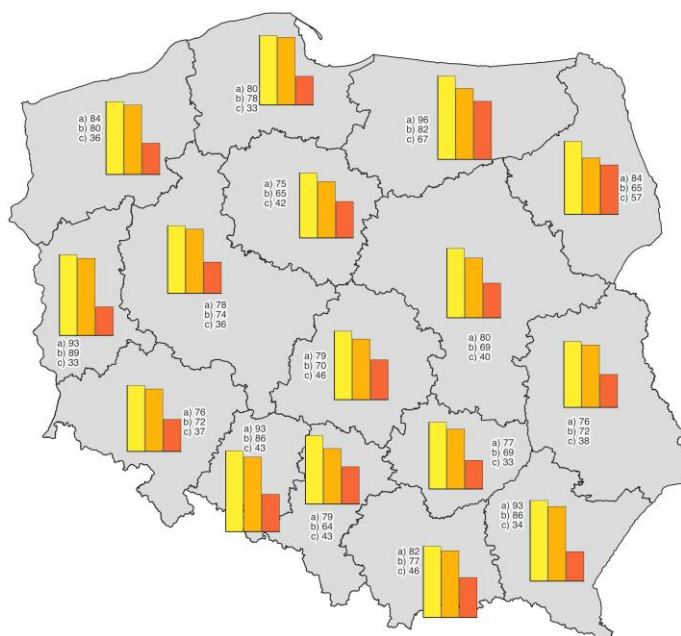 a) 80
b) 78
c) 33
a) 84
b) 80
c) 36
a) 96
b) 82
c) 67
a) 84
b) 65
c) 57
a) 75
b) 65
c) 42
a) 78
b) 74
c) 36
a) 80
b) 69
c) 40
a) 93
b) 89
c) 33
a) 79
b) 70
c) 46
a) 76
b) 72
c) 37
a) 76
b) 72
c) 38
a) 93
b) 86
c) 43
a) 77
b) 69
c) 33
a) 79
b) 64
c) 43
a) 93
b) 86
c) 34
a) 82
b) 77
c) 46